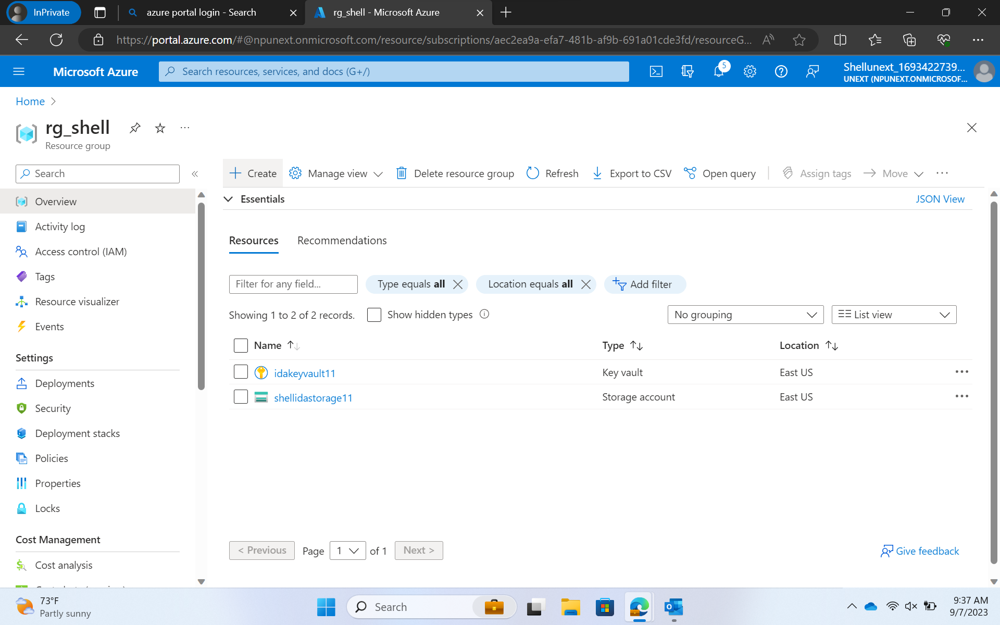 InPrivate
azure portal login - Search
rg_shell - Microsoft Azure
https://portal.azure.com/#@npunext.onmicrosoft.com/resource/subscriptions/aec2ea9a-efa7-481b-af9b-691a01cde3fd/resourceG...
Microsoft Azure
Search resources, services, and docs (G+/)
5
Shellunext_1693422739...
UNEXT (NPUNEXT.ONMICROSOF...
Home
rg_shell
Resource group
Search
Create
Manage view
Delete resource group
Refresh
Export to CSV
Open query
Assign tags
Move
Overview
Activity log
Access control (IAM)
Tags
Resource visualizer
Events
Settings
Deployments
Security
Deployment stacks
Policies
Properties
Locks
Cost Management
Cost analysis
Essentials
JSON View
Resources
Recommendations
Filter for any field...
Type equals all
Location equals all
Add filter
Showing 1 to 2 of 2 records.
Show hidden types
No grouping
List view
Name
Type
Location
idakeyvault11
Key vault
East US
shellidastorage11
Storage account
East US
< Previous
Page
1
of 1
Next >
Give feedback
73°F
Partly sunny
Search
9:37 AM
9/7/2023